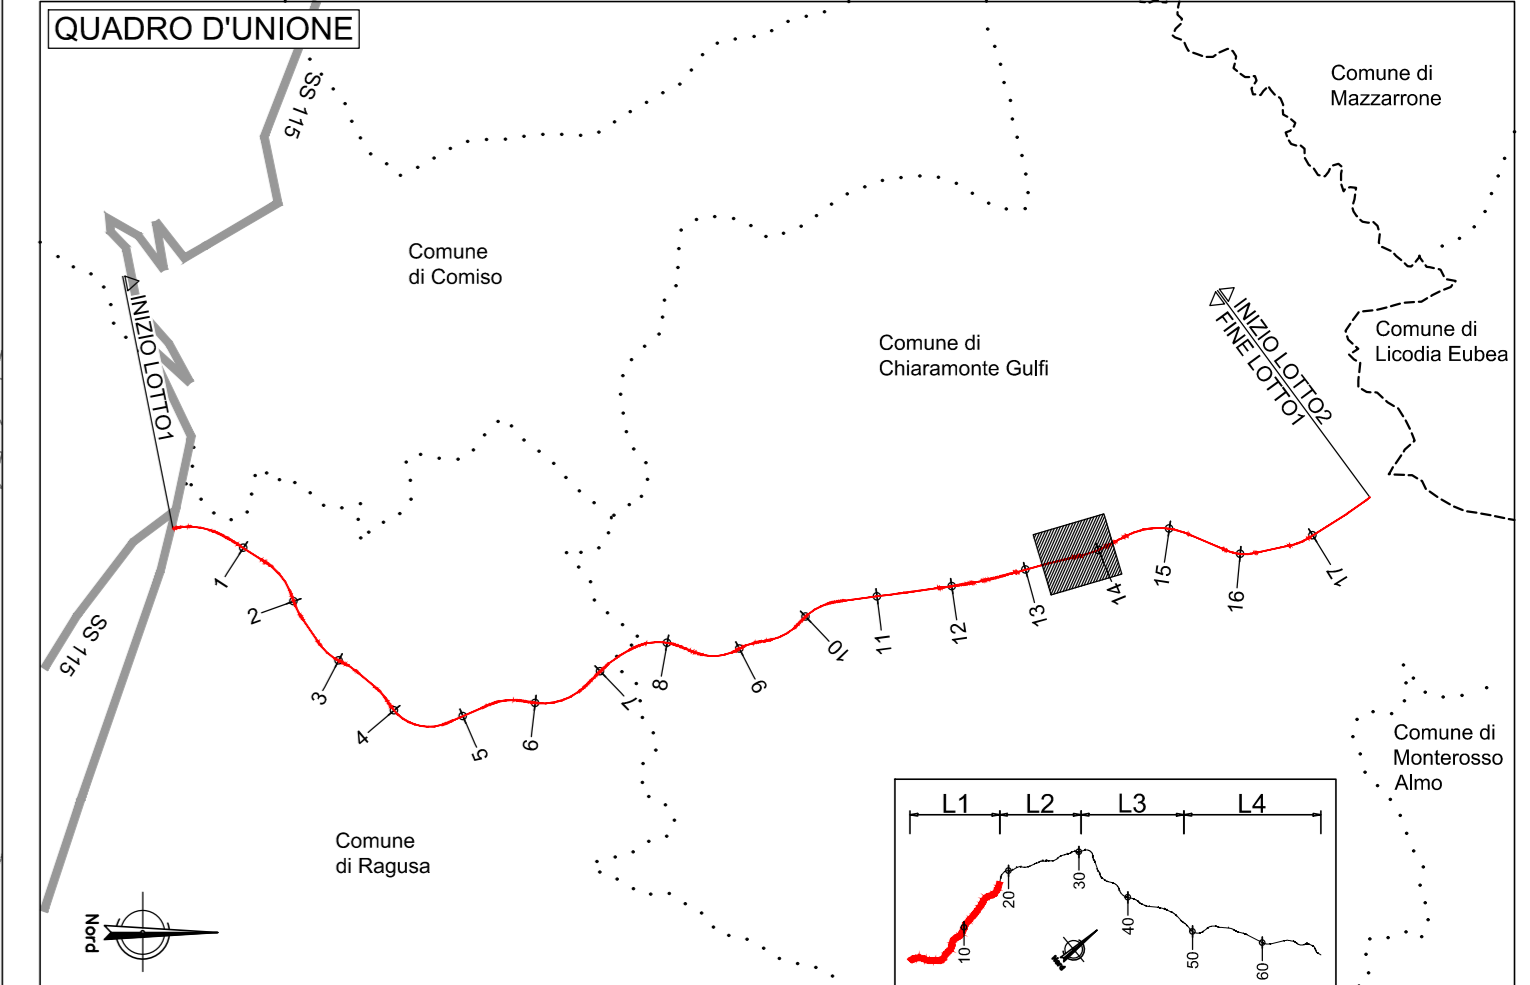 QUADRO D'UNIONE
SS 115
Comune di
Mazzarrone
Comune
di Comiso
INIZIO LOTTO1
Comune di
Chiaramonte Gulfi
INIZIO LOTTO2
FINE LOTTO1
Comune di
Licodia Eubea
1
2
3
4
5
6
7
8
9
10
11
12
13
14
15
16
17
SS 115
Comune di
Monterosso
Almo
Comune
di Ragusa
Nord
L1
L2
L3
L4
10
20
30
40
50
60
Nord